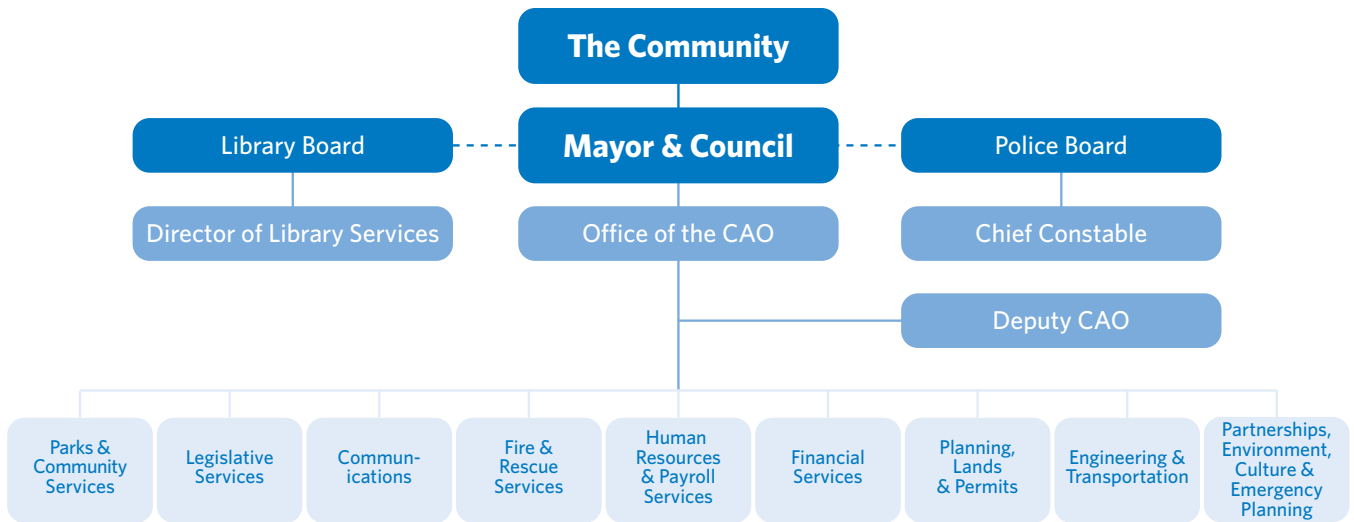 The Community
Library Board
Mayor & Council
Police Board
Director of Library Services
Office of the CAO
Chief Constable
Deputy CAO
Parks &
Community
Services
Legislative
Services
Commun-
ications
Fire &
Rescue
Services
Human
Resources
& Payroll
Services
Financial
Services
Planning,
Lands
& Permits
Engineering &
Transportation
Partnerships,
Environment,
Culture &
Emergency
Planning